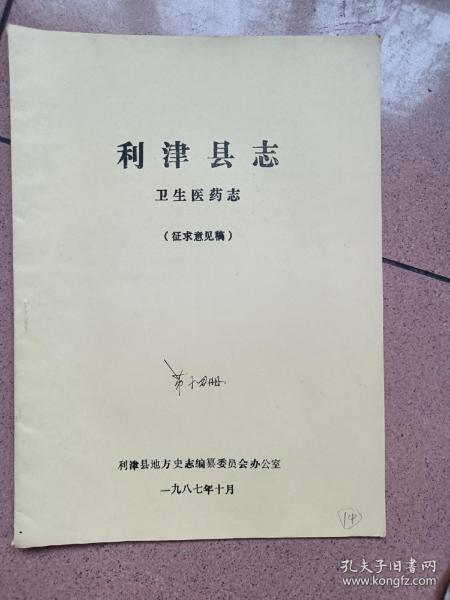 利津县志
卫生医药志
（征求意见稿）
第十四册
利津县地方史志编纂委员会办公室
一九八七年十月
14
孔夫子旧书网
www.kongfz.com